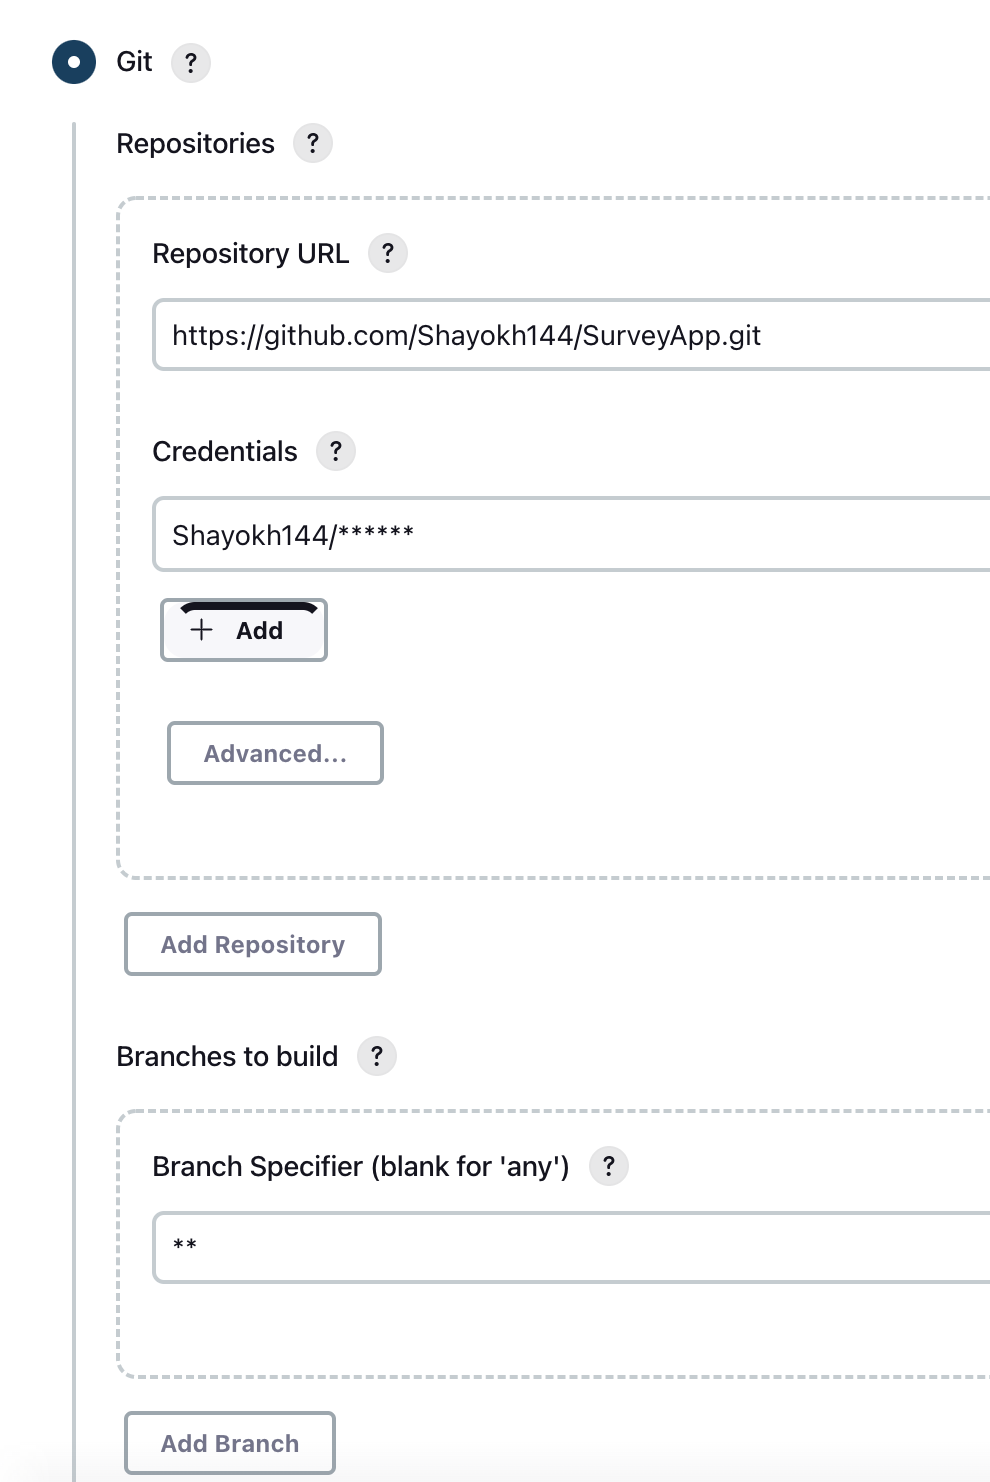 Git ?
Repositories ?
Repository URL ?
https://github.com/Shayokh144/SurveyApp.git
Credentials ?
Shayokh144/******
+ Add
Advanced...
Add Repository
Branches to build ?
Branch Specifier (blank for 'any') ?
**
Add Branch